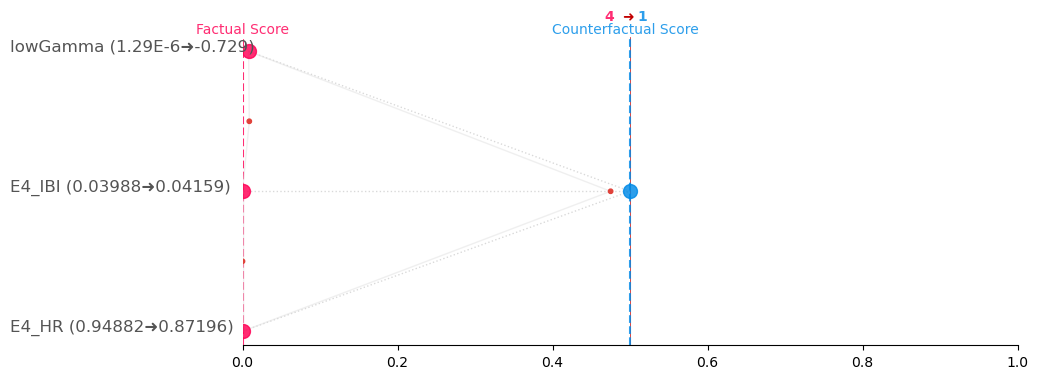 4 ➔ 1
Factual Score Counterfactual Score
lowGamma (1.29E-6➔-0.729)
E4_IBI (0.03988➔0.04159)
E4_HR (0.94882➔0.87196)
0.0 0.2 0.4 0.6 0.8 1.0